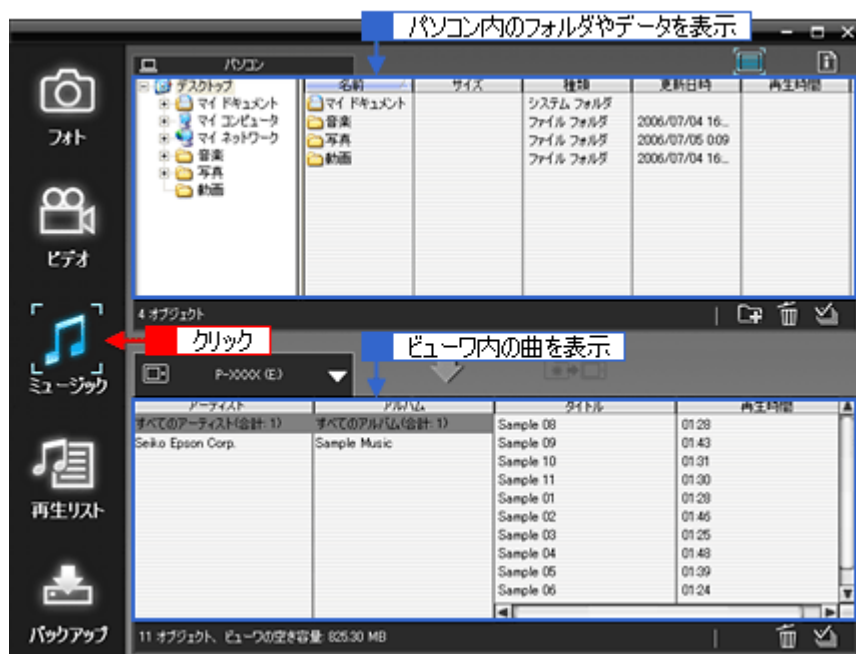 パソコン内のフォルダやデータを表示
パソコン
デスクトップ
マイ ドキュメント
マイ コンピュータ
マイ ネットワーク
音楽
写真
動画
名前 サイズ 種類 更新日時 再生時間
マイ ドキュメント システム フォルダ
音楽 ファイル フォルダ 2006/07/04 16...
写真 ファイル フォルダ 2006/07/05 0:09
動画 ファイル フォルダ 2006/07/04 16...
4 オブジェクト
フォト
ビデオ
ミュージック
再生リスト
バックアップ
クリック
ビューワ内の曲を表示
P-XXXX (E:)
アーティスト アルバム タイトル 再生時間
すべてのアーティスト(合計: 1) すべてのアルバム(合計: 1) Sample 08 01:28
Seiko Epson Corp. Sample Music Sample 09 01:43
Sample 10 01:31
Sample 11 01:30
Sample 01 01:28
Sample 02 01:46
Sample 03 01:25
Sample 04 01:48
Sample 05 01:39
Sample 06 01:24
11 オブジェクト、ビューワの空き容量: 825.30 MB